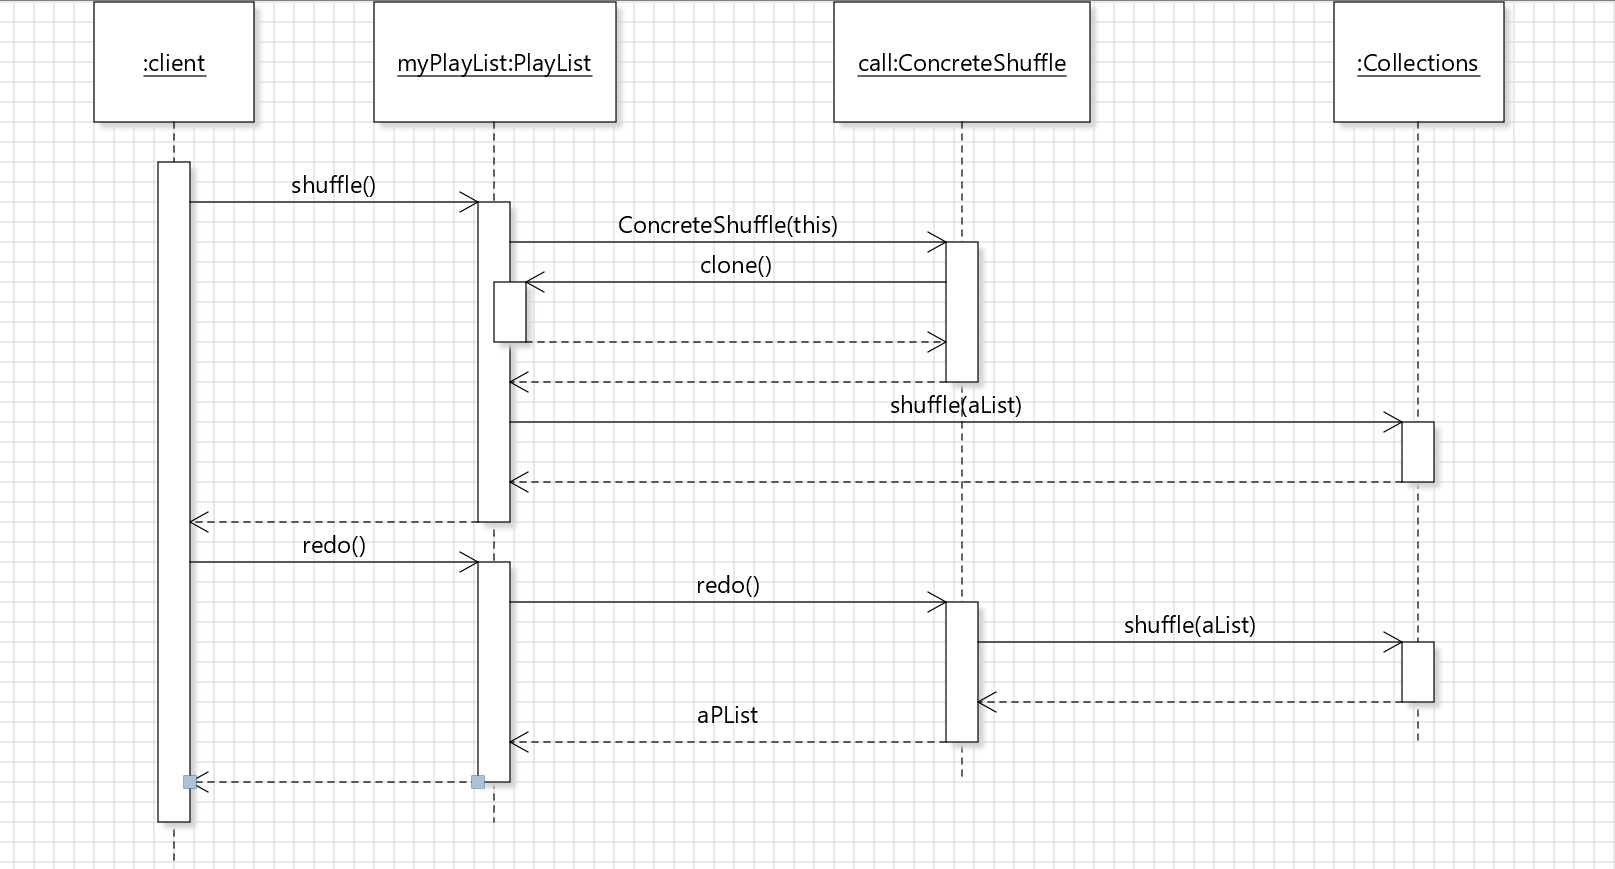 :client
myPlayList:PlayList
call:ConcreteShuffle
:Collections
shuffle()
ConcreteShuffle(this)
clone()
shuffle(aList)
redo()
redo()
shuffle(aList)
aPList